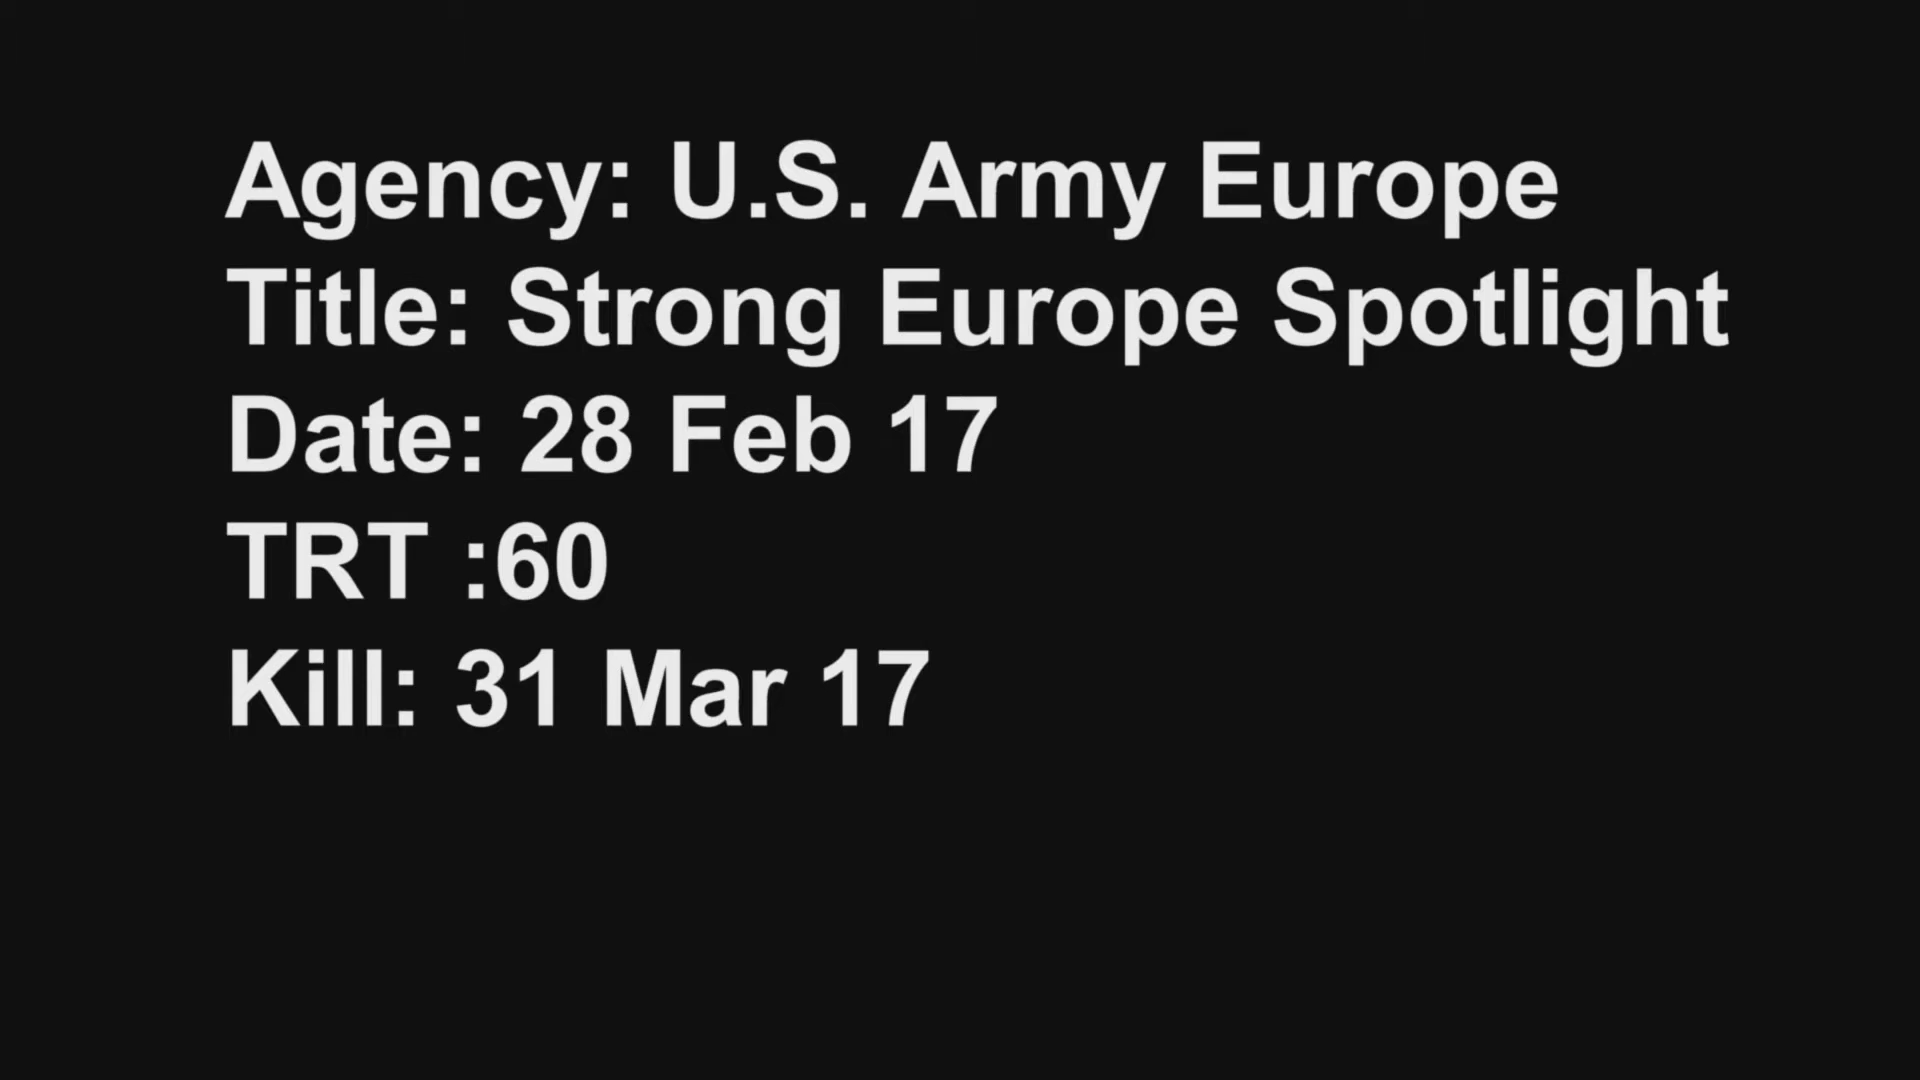 Agency: U.S. Army Europe
Title: Strong Europe Spotlight
Date: 28 Feb 17
TRT :60
Kill: 31 Mar 17